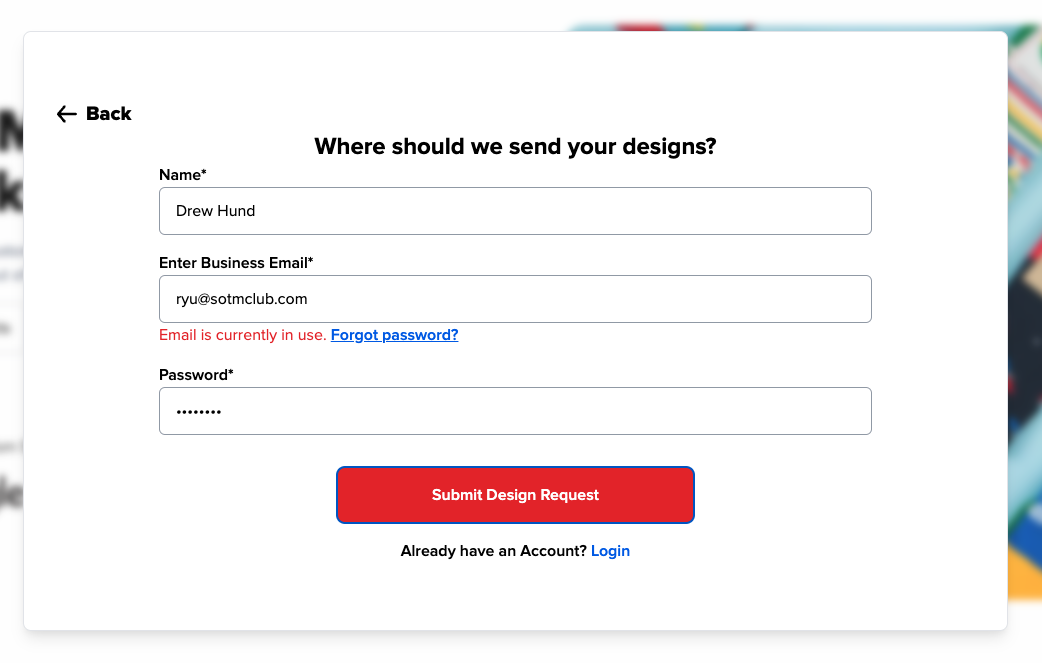 Back
Where should we send your designs?
Name*
Drew Hund
Enter Business Email*
ryu@sotmclub.com
Email is currently in use. Forgot password?
Password*
••••••••
Submit Design Request
Already have an Account? Login